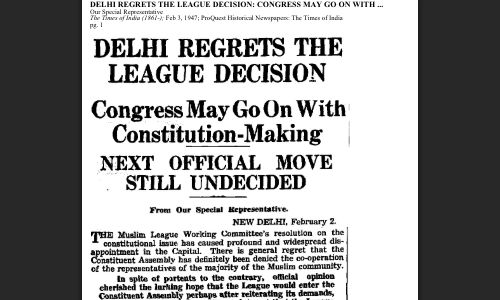 DELHI REGRETS THE LEAGUE DECISION: CONGRESS MAY GO ON WITH ...
Our Special Representative
The Times of India (1861-); Feb 3, 1947; ProQuest Historical Newspapers: The Times of India
pg. 1
DELHI REGRETS THE
LEAGUE DECISION
Congress May Go On With
Constitution-Making
NEXT OFFICIAL MOVE
STILL UNDECIDED
From Our Special Representative.
NEW DELHI, February 2.
THE Muslim League Working Committee's resolution on the
constitutional issue has caused profound and widespread dis-
appointment in the Capital. There is general regret that the
Constituent Assembly has definitely been denied the co-operation
of the representatives of the majority of the Muslim community.
In spite of portents to the contrary, official opinion
cherished the lurking hope that the League would enter the
Constituent Assembly perhaps after reiterating its demands,